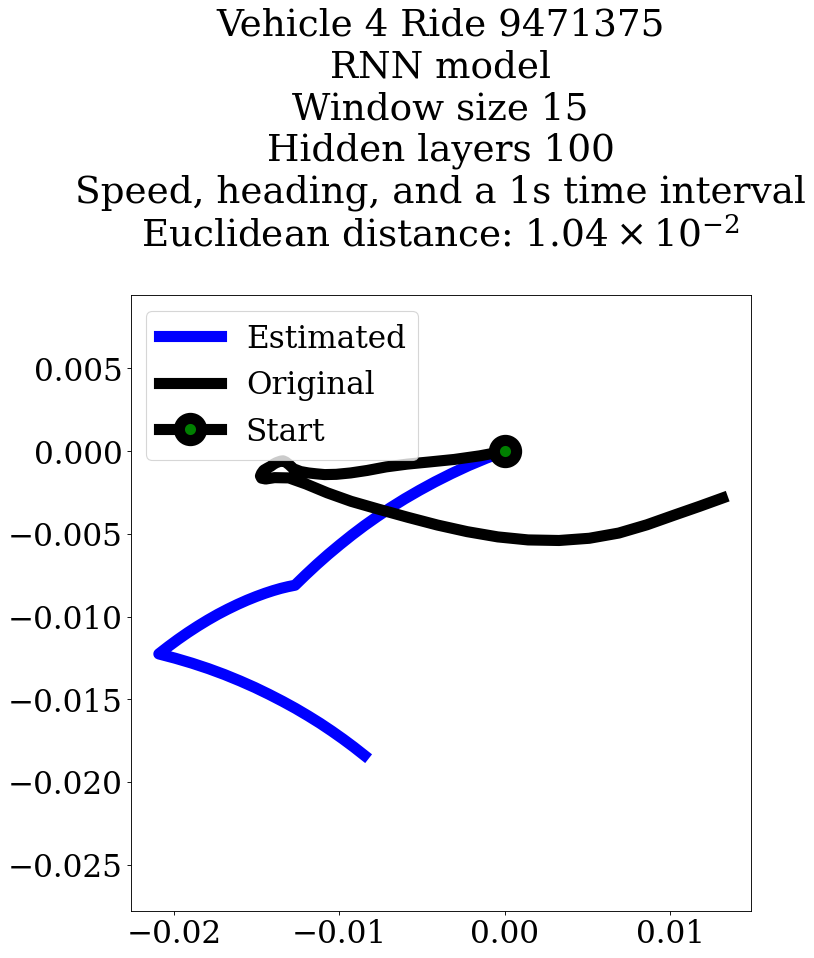 Vehicle 4 Ride 9471375
RNN model
Window size 15
Hidden layers 100
Speed, heading, and a 1s time interval
Euclidean distance: 1.04 × 10⁻²
Estimated
Original
Start
0.005
0.000
−0.005
−0.010
−0.015
−0.020
−0.025
−0.02
−0.01
0.00
0.01